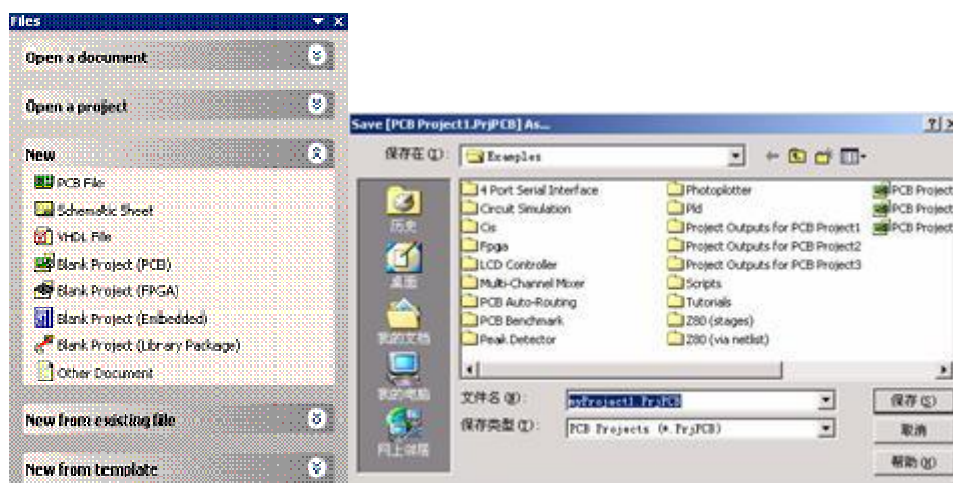 Files
Open a document
Open a project
New
PCB File
Schematic Sheet
VHDL File
Blank Project (PCB)
Blank Project (FPGA)
Blank Project (Embedded)
Blank Project (Library Package)
Other Document
New from existing file
New from template
Save [PCB Project1.PrjPCB] As...
保存在(I):
Examples
历史
桌面
我的文档
我的电脑
网上邻居
4 Port Serial Interface
Circuit Simulation
Cis
Fpga
LCD Controller
Multi-Channel Mixer
PCB Auto-Routing
PCB Benchmark
Peak Detector
Photoplotter
Pld
Project Outputs for PCB Project1
Project Outputs for PCB Project2
Project Outputs for PCB Project3
Scripts
Tutorials
Z80 (stages)
Z80 (via netlist)
PCB Project
PCB Project
PCB Project
文件名(N):
myProject1.PrjPCB
保存(S)
保存类型(T):
PCB Projects (*.PrjPCB)
取消
帮助(H)